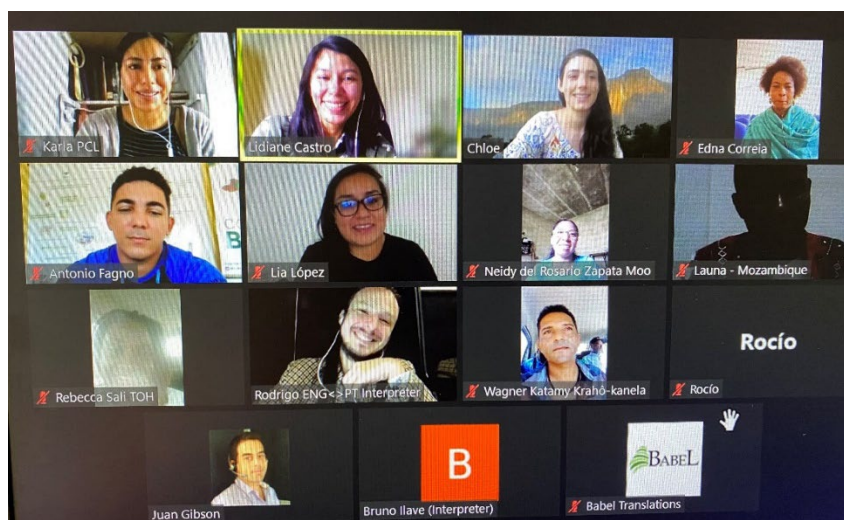 Karla PCL
Lidiane Castro
Chloe
Edna Correia
Antonio Fagno
Lia López
Neidy del Rosario Zapata Moo
Launa - Mozambique
Rebecca Sali TOH
Rodrigo ENG<>PT Interpreter
Wagner Katamy Krahô-kanela
Rocío
Rocío
Juan Gibson
B
Bruno Ilave (Interpreter)
BABEL
Babel Translations